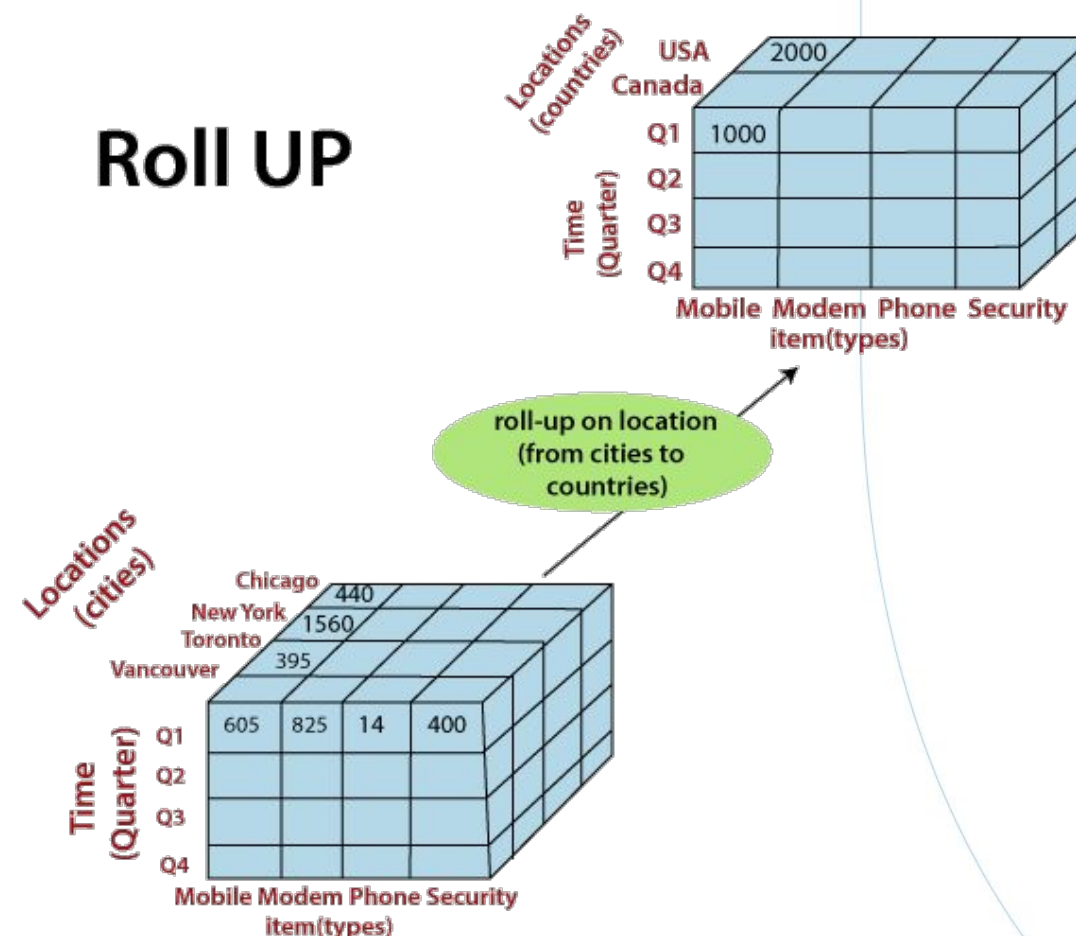 Roll UP
Locations
(countries)
USA
Canada
2000
Q1
Q2
Q3
Q4
1000
Time
(Quarter)
Mobile Modem Phone Security
item(types)
roll-up on location
(from cities to
countries)
Locations
(cities)
Chicago
New York
Toronto
Vancouver
440
1560
395
605 825 14 400
Q1
Q2
Q3
Q4
Time
(Quarter)
Mobile Modem Phone Security
item(types)